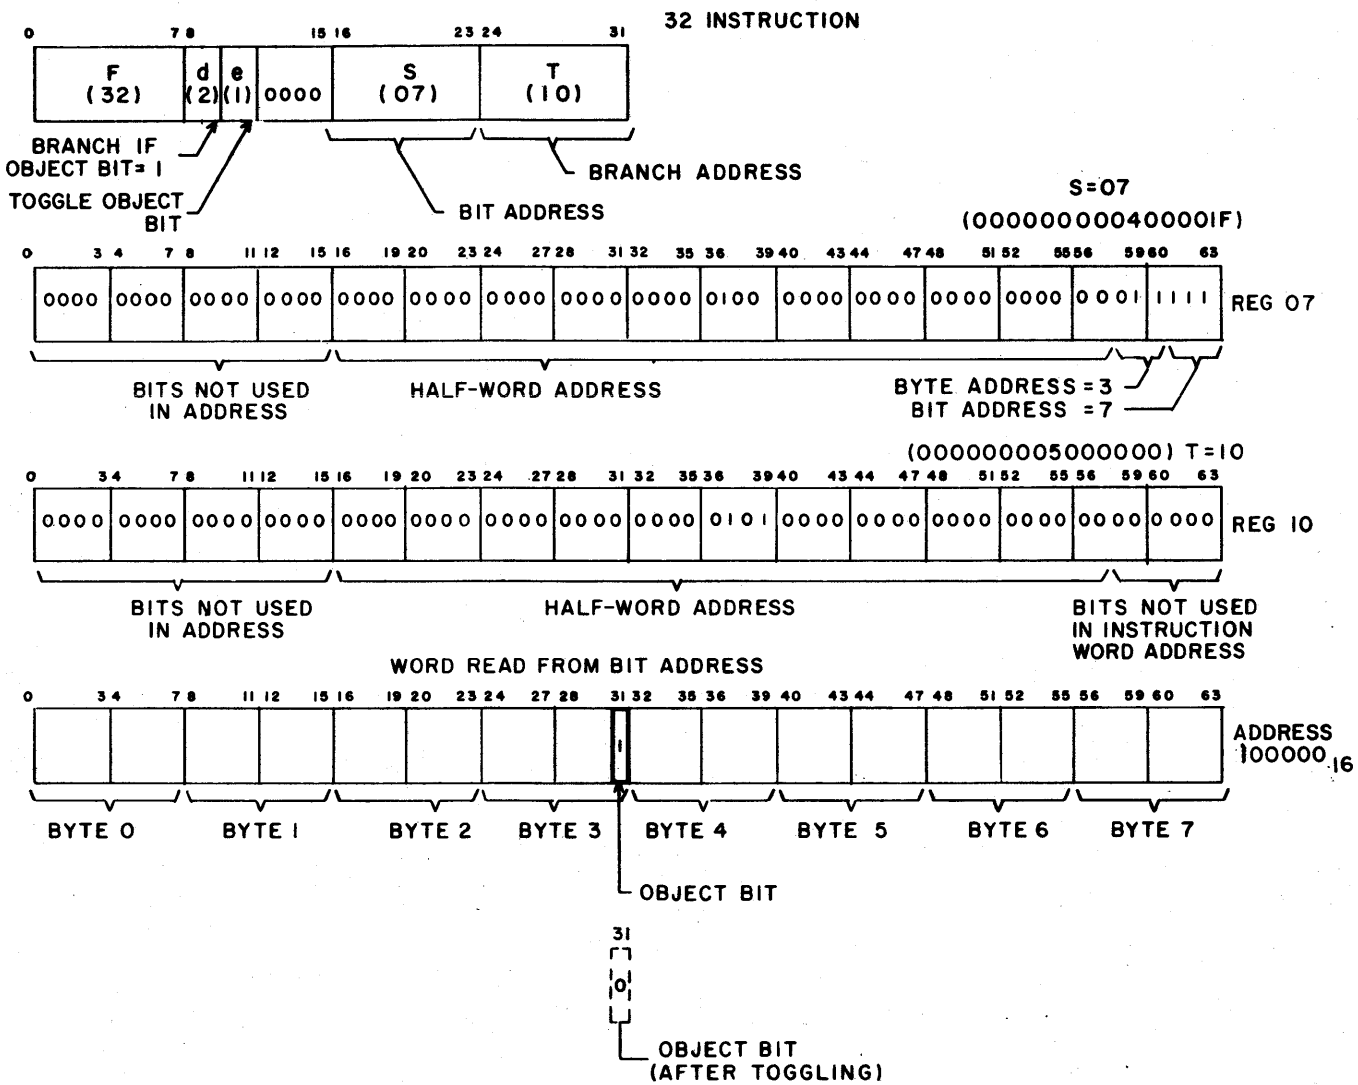 32 INSTRUCTION
0 7 8 15 16 23 24 31
F d e S T
(32) (2) (1) 0000 (07) (10)
BRANCH IF
OBJECT BIT=1
BRANCH ADDRESS
TOGGLE OBJECT
BIT
BIT ADDRESS
S=07
(000000000400001F)
0 3 4 7 8 11 12 15 16 19 20 23 24 27 28 31 32 35 36 39 40 43 44 47 48 51 52 55 56 59 60 63
0000 0000 0000 0000 0000 0000 0000 0000 0000 0100 0000 0000 0000 0000 0001 1111 REG 07
BITS NOT USED
IN ADDRESS
HALF-WORD ADDRESS
BYTE ADDRESS =3
BIT ADDRESS =7
(000000005000000) T=10
0 3 4 7 8 11 12 15 16 19 20 23 24 27 28 31 32 35 36 39 40 43 44 47 48 51 52 55 56 59 60 63
0000 0000 0000 0000 0000 0000 0000 0000 0000 0101 0000 0000 0000 0000 0000 0000 REG 10
BITS NOT USED
IN ADDRESS
HALF-WORD ADDRESS
BITS NOT USED
IN INSTRUCTION
WORD ADDRESS
WORD READ FROM BIT ADDRESS
0 3 4 7 8 11 12 15 16 19 20 23 24 27 28 31 32 35 36 39 40 43 44 47 48 51 52 55 56 59 60 63
1
ADDRESS
100000 16
BYTE 0 BYTE 1 BYTE 2 BYTE 3 BYTE 4 BYTE 5 BYTE 6 BYTE 7
OBJECT BIT
31
0
OBJECT BIT
(AFTER TOGGLING)